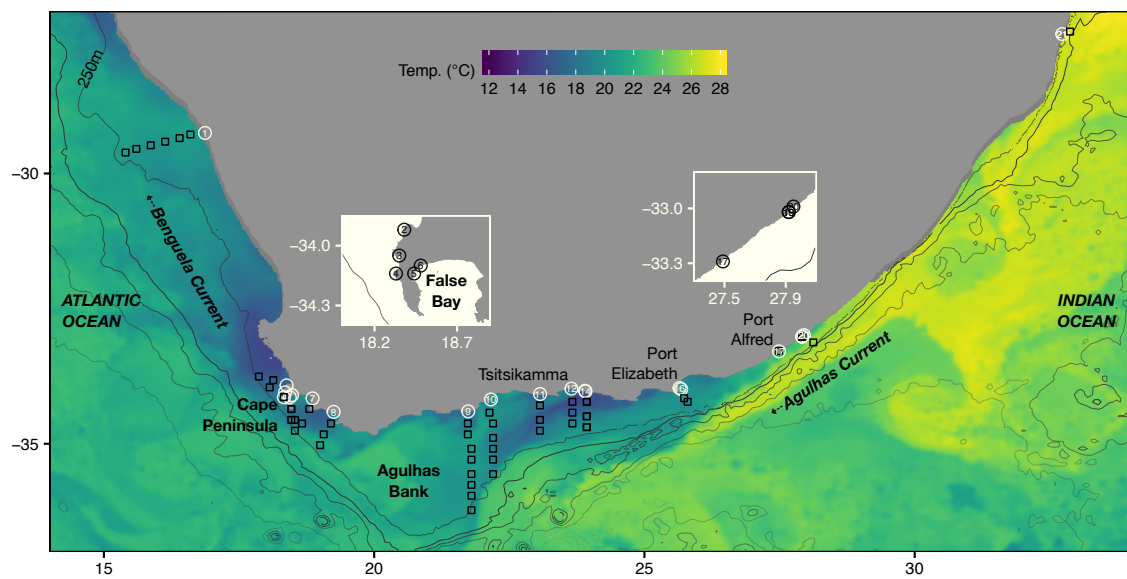 Temp. (°C)
12 14 16 18 20 22 24 26 28
250m
21
1
−30
Benguela Current
ATLANTIC
OCEAN
−34.0
−34.3
2
3
4
5
6
False
Bay
18.2 18.7
−33.0
−33.3
17
27.5 27.9
INDIAN
OCEAN
Port
Alfred
Port
Elizabeth
Tsitsikamma
Agulhas Current
20
7
8
9
10
11
12
Cape
Peninsula
−35
Agulhas
Bank
15 20 25 30